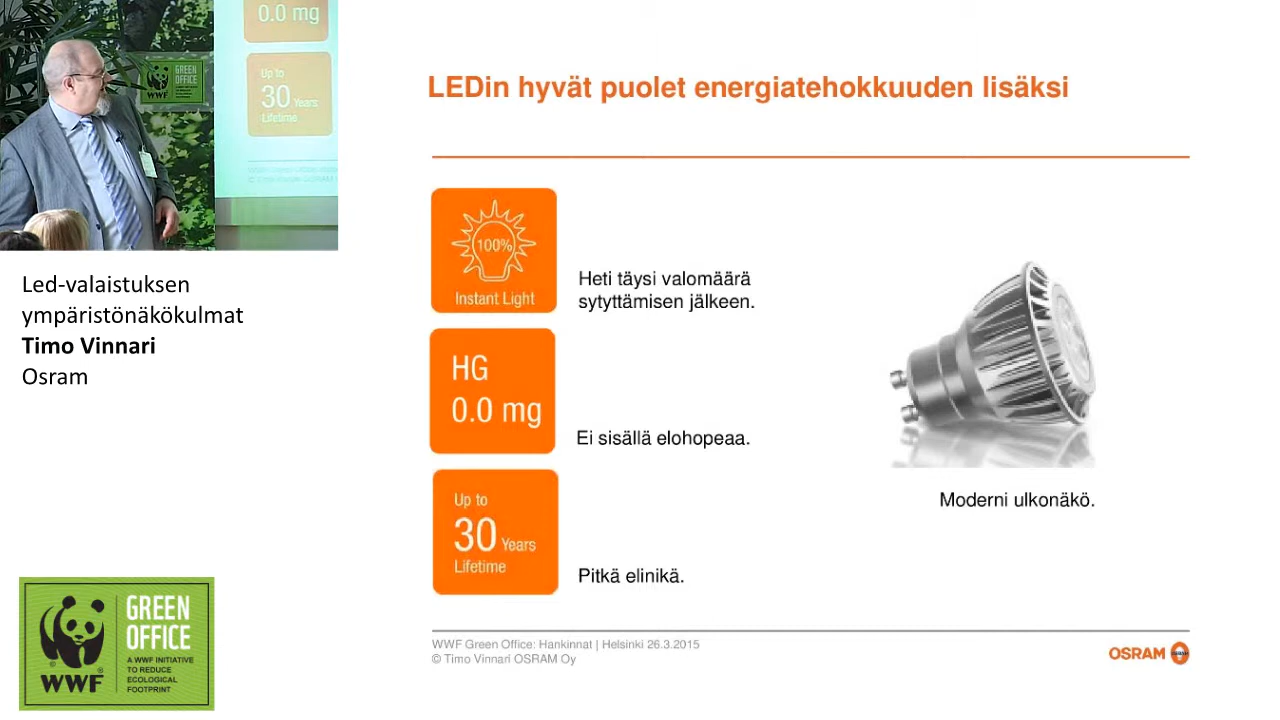 0.0 mg
Up to
30 Years
Lifetime
GREEN
OFFICE
WWF
Led-valaistuksen
ympäristönäkökulmat
Timo Vinnari
Osram
GREEN
OFFICE
A WWF INITIATIVE
TO REDUCE
ECOLOGICAL
FOOTPRINT
WWF
LEDin hyvät puolet energiatehokkuuden lisäksi
100%
Instant Light
Heti täysi valomäärä
sytyttämisen jälkeen.
HG
0.0 mg
Ei sisällä elohopeaa.
Up to
30 Years
Lifetime
Pitkä elinikä.
Moderni ulkonäkö.
WWF Green Office: Hankinnat | Helsinki 26.3.2015
© Timo Vinnari OSRAM Oy
OSRAM